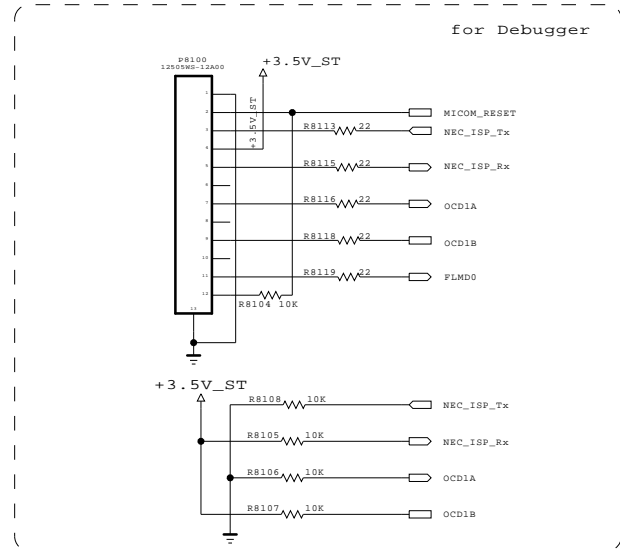 for Debugger
P8100
12505WS-12A00
+3.5V_ST
1
+3.5V_ST
2
MICOM_RESET
3
R8113
22
NEC_ISP_Tx
4
5
R8115
22
NEC_ISP_Rx
6
7
R8116
22
OCD1A
8
9
R8118
22
OCD1B
10
11
R8119
22
FLMD0
12
R8104 10K
13
+3.5V_ST
R8108
10K
NEC_ISP_Tx
R8105
10K
NEC_ISP_Rx
R8106
10K
OCD1A
R8107
10K
OCD1B